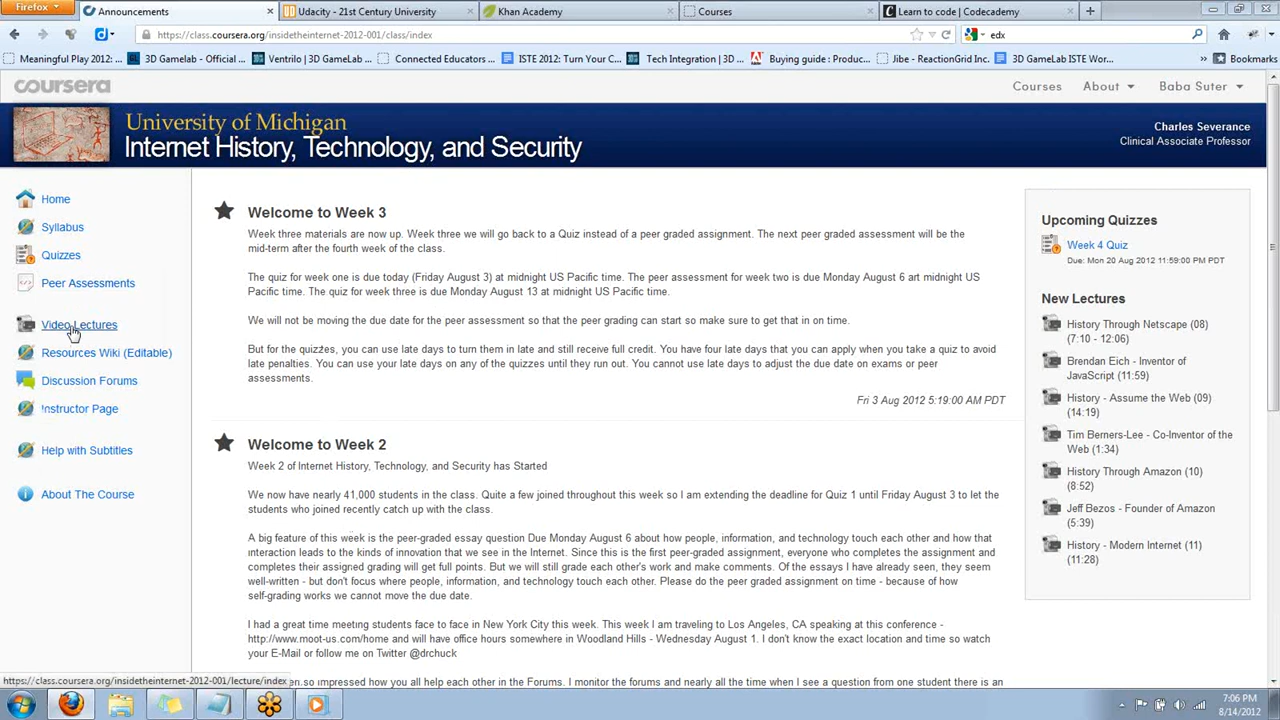 Firefox
Announcements
Udacity - 21st Century University
Khan Academy
Courses
Learn to code | Codecademy
https://class.coursera.org/insidetheinternet-2012-001/class/index
edx
Meaningful Play 2012: ...
3D Gamelab - Official ...
Ventrilo | 3D GameLab ...
Connected Educators ...
ISTE 2012: Turn Your C...
Tech Integration | 3D ...
Buying guide : Produc...
Jibe - ReactionGrid Inc.
3D GameLab ISTE Wor...
Bookmarks
coursera
Courses
About
Baba Suter
University of Michigan
Internet History, Technology, and Security
Charles Severance
Clinical Associate Professor
Home
Syllabus
Quizzes
Peer Assessments
Video Lectures
Resources Wiki (Editable)
Discussion Forums
Instructor Page
Help with Subtitles
About The Course
Welcome to Week 3
Week three materials are now up. Week three we will go back to a Quiz instead of a peer graded assignment. The next peer graded assessment will be the
mid-term after the fourth week of the class.
The quiz for week one is due today (Friday August 3) at midnight US Pacific time. The peer assessment for week two is due Monday August 6 art midnight US
Pacific time. The quiz for week three is due Monday August 13 at midnight US Pacific time.
We will not be moving the due date for the peer assessment so that the peer grading can start so make sure to get that in on time.
But for the quizzes, you can use late days to turn them in late and still receive full credit. You have four late days that you can apply when you take a quiz to avoid
late penalties. You can use your late days on any of the quizzes until they run out. You cannot use late days to adjust the due date on exams or peer
assessments.
Fri 3 Aug 2012 5:19:00 AM PDT
Welcome to Week 2
Week 2 of Internet History, Technology, and Security has Started
We now have nearly 41,000 students in the class. Quite a few joined throughout this week so I am extending the deadline for Quiz 1 until Friday August 3 to let the
students who joined recently catch up with the class.
A big feature of this week is the peer-graded essay question Due Monday August 6 about how people, information, and technology touch each other and how that
interaction leads to the kinds of innovation that we see in the Internet. Since this is the first peer-graded assignment, everyone who completes the assignment and
completes their assigned grading will get full points. But we will still grade each other's work and make comments. Of the essays I have already seen, they seem
well-written - but don't focus where people, information, and technology touch each other. Please do the peer graded assignment on time - because of how
self-grading works we cannot move the due date.
I had a great time meeting students face to face in New York City this week. This week I am traveling to Los Angeles, CA speaking at this conference -
http://www.moot-us.com/home and will have office hours somewhere in Woodland Hills - Wednesday August 1. I don't know the exact location and time so watch
your E-Mail or follow me on Twitter @drchuck
en so impressed how you all help each other in the Forums. I monitor the forums and nearly all the time when I see a question from one student there is an
Upcoming Quizzes
Week 4 Quiz
Due: Mon 20 Aug 2012 11:59:00 PM PDT
New Lectures
History Through Netscape (08)
(7:10 - 12:06)
Brendan Eich - Inventor of
JavaScript (11:59)
History - Assume the Web (09)
(14:19)
Tim Berners-Lee - Co-Inventor of the
Web (1:34)
History Through Amazon (10)
(8:52)
Jeff Bezos - Founder of Amazon
(5:39)
History - Modern Internet (11)
(11:28)
https://class.coursera.org/insidetheinternet-2012-001/lecture/index
7:06 PM
8/14/2012